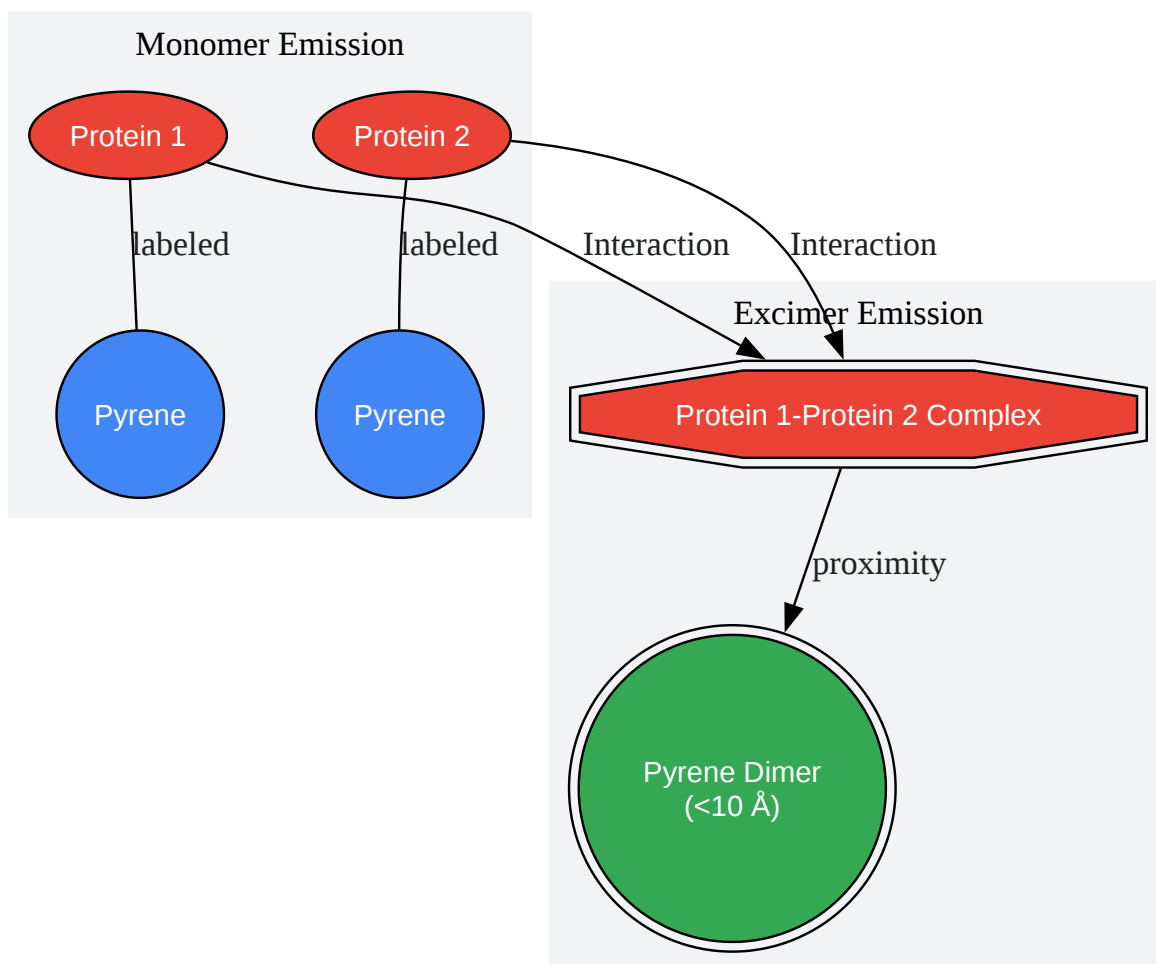 Monomer Emission
Protein 1
Protein 2
labeled
labeled
Interaction
Interaction
Pyrene
Pyrene
Excimer Emission
Protein 1-Protein 2 Complex
proximity
Pyrene Dimer
(<10 Å)